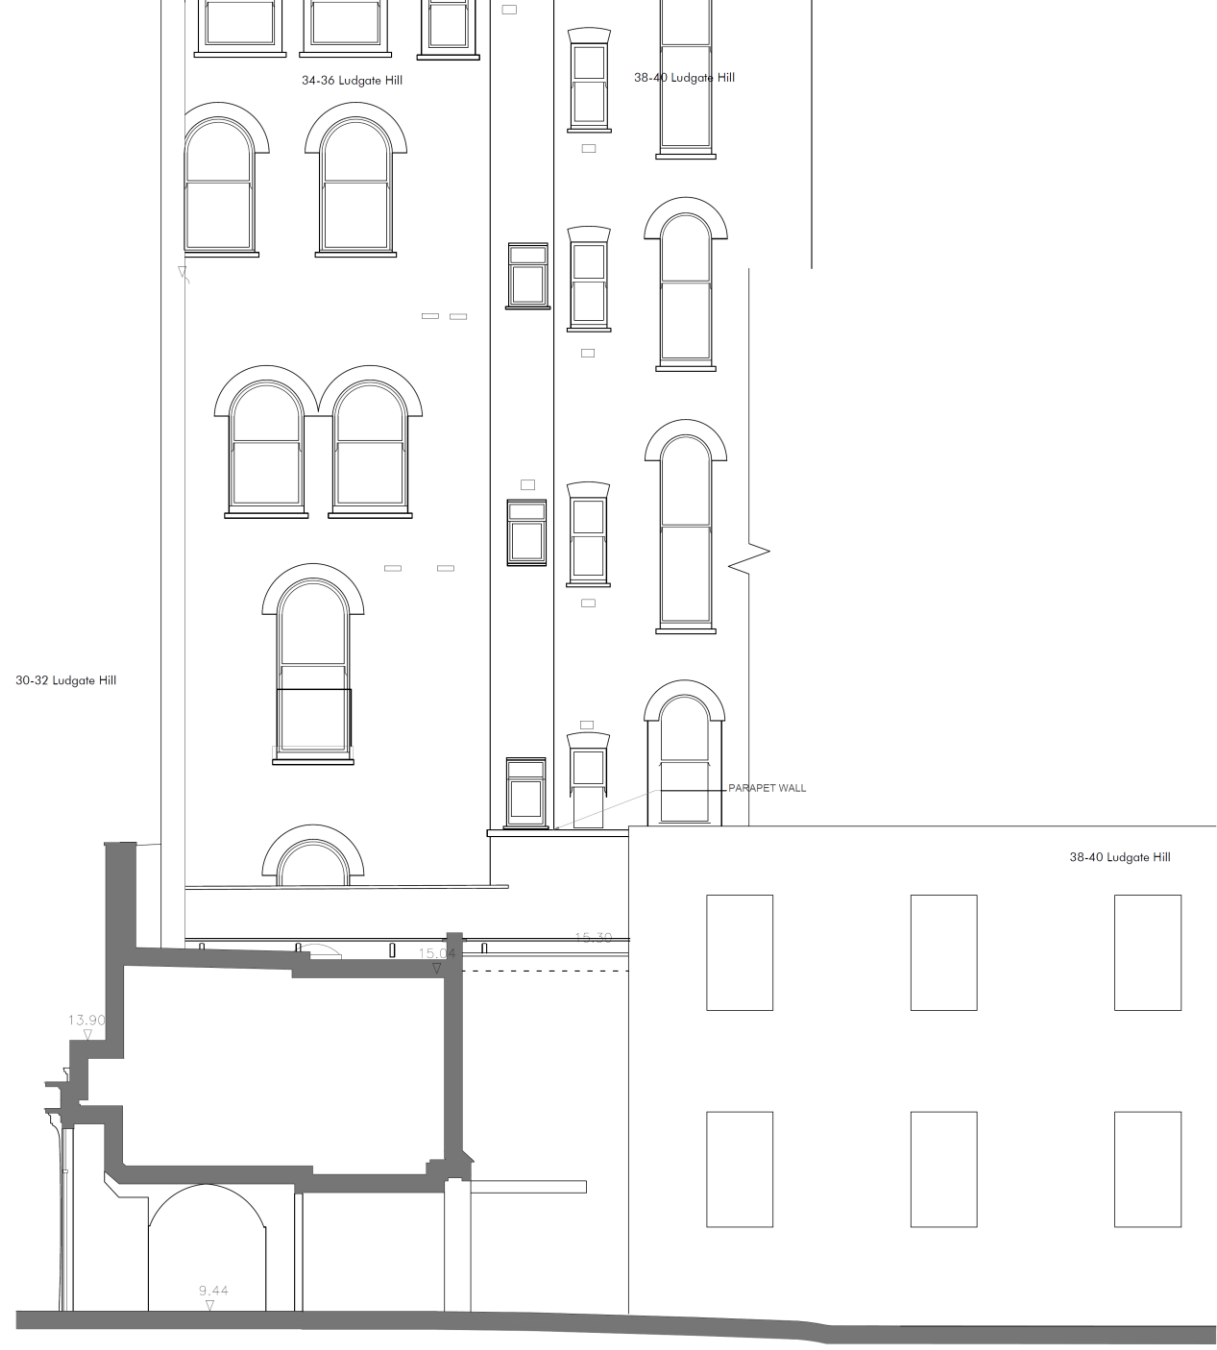 34-36 Ludgate Hill
38-40 Ludgate Hill
30-32 Ludgate Hill
PARAPET WALL
38-40 Ludgate Hill
15.30
15.04
13.90
9.44